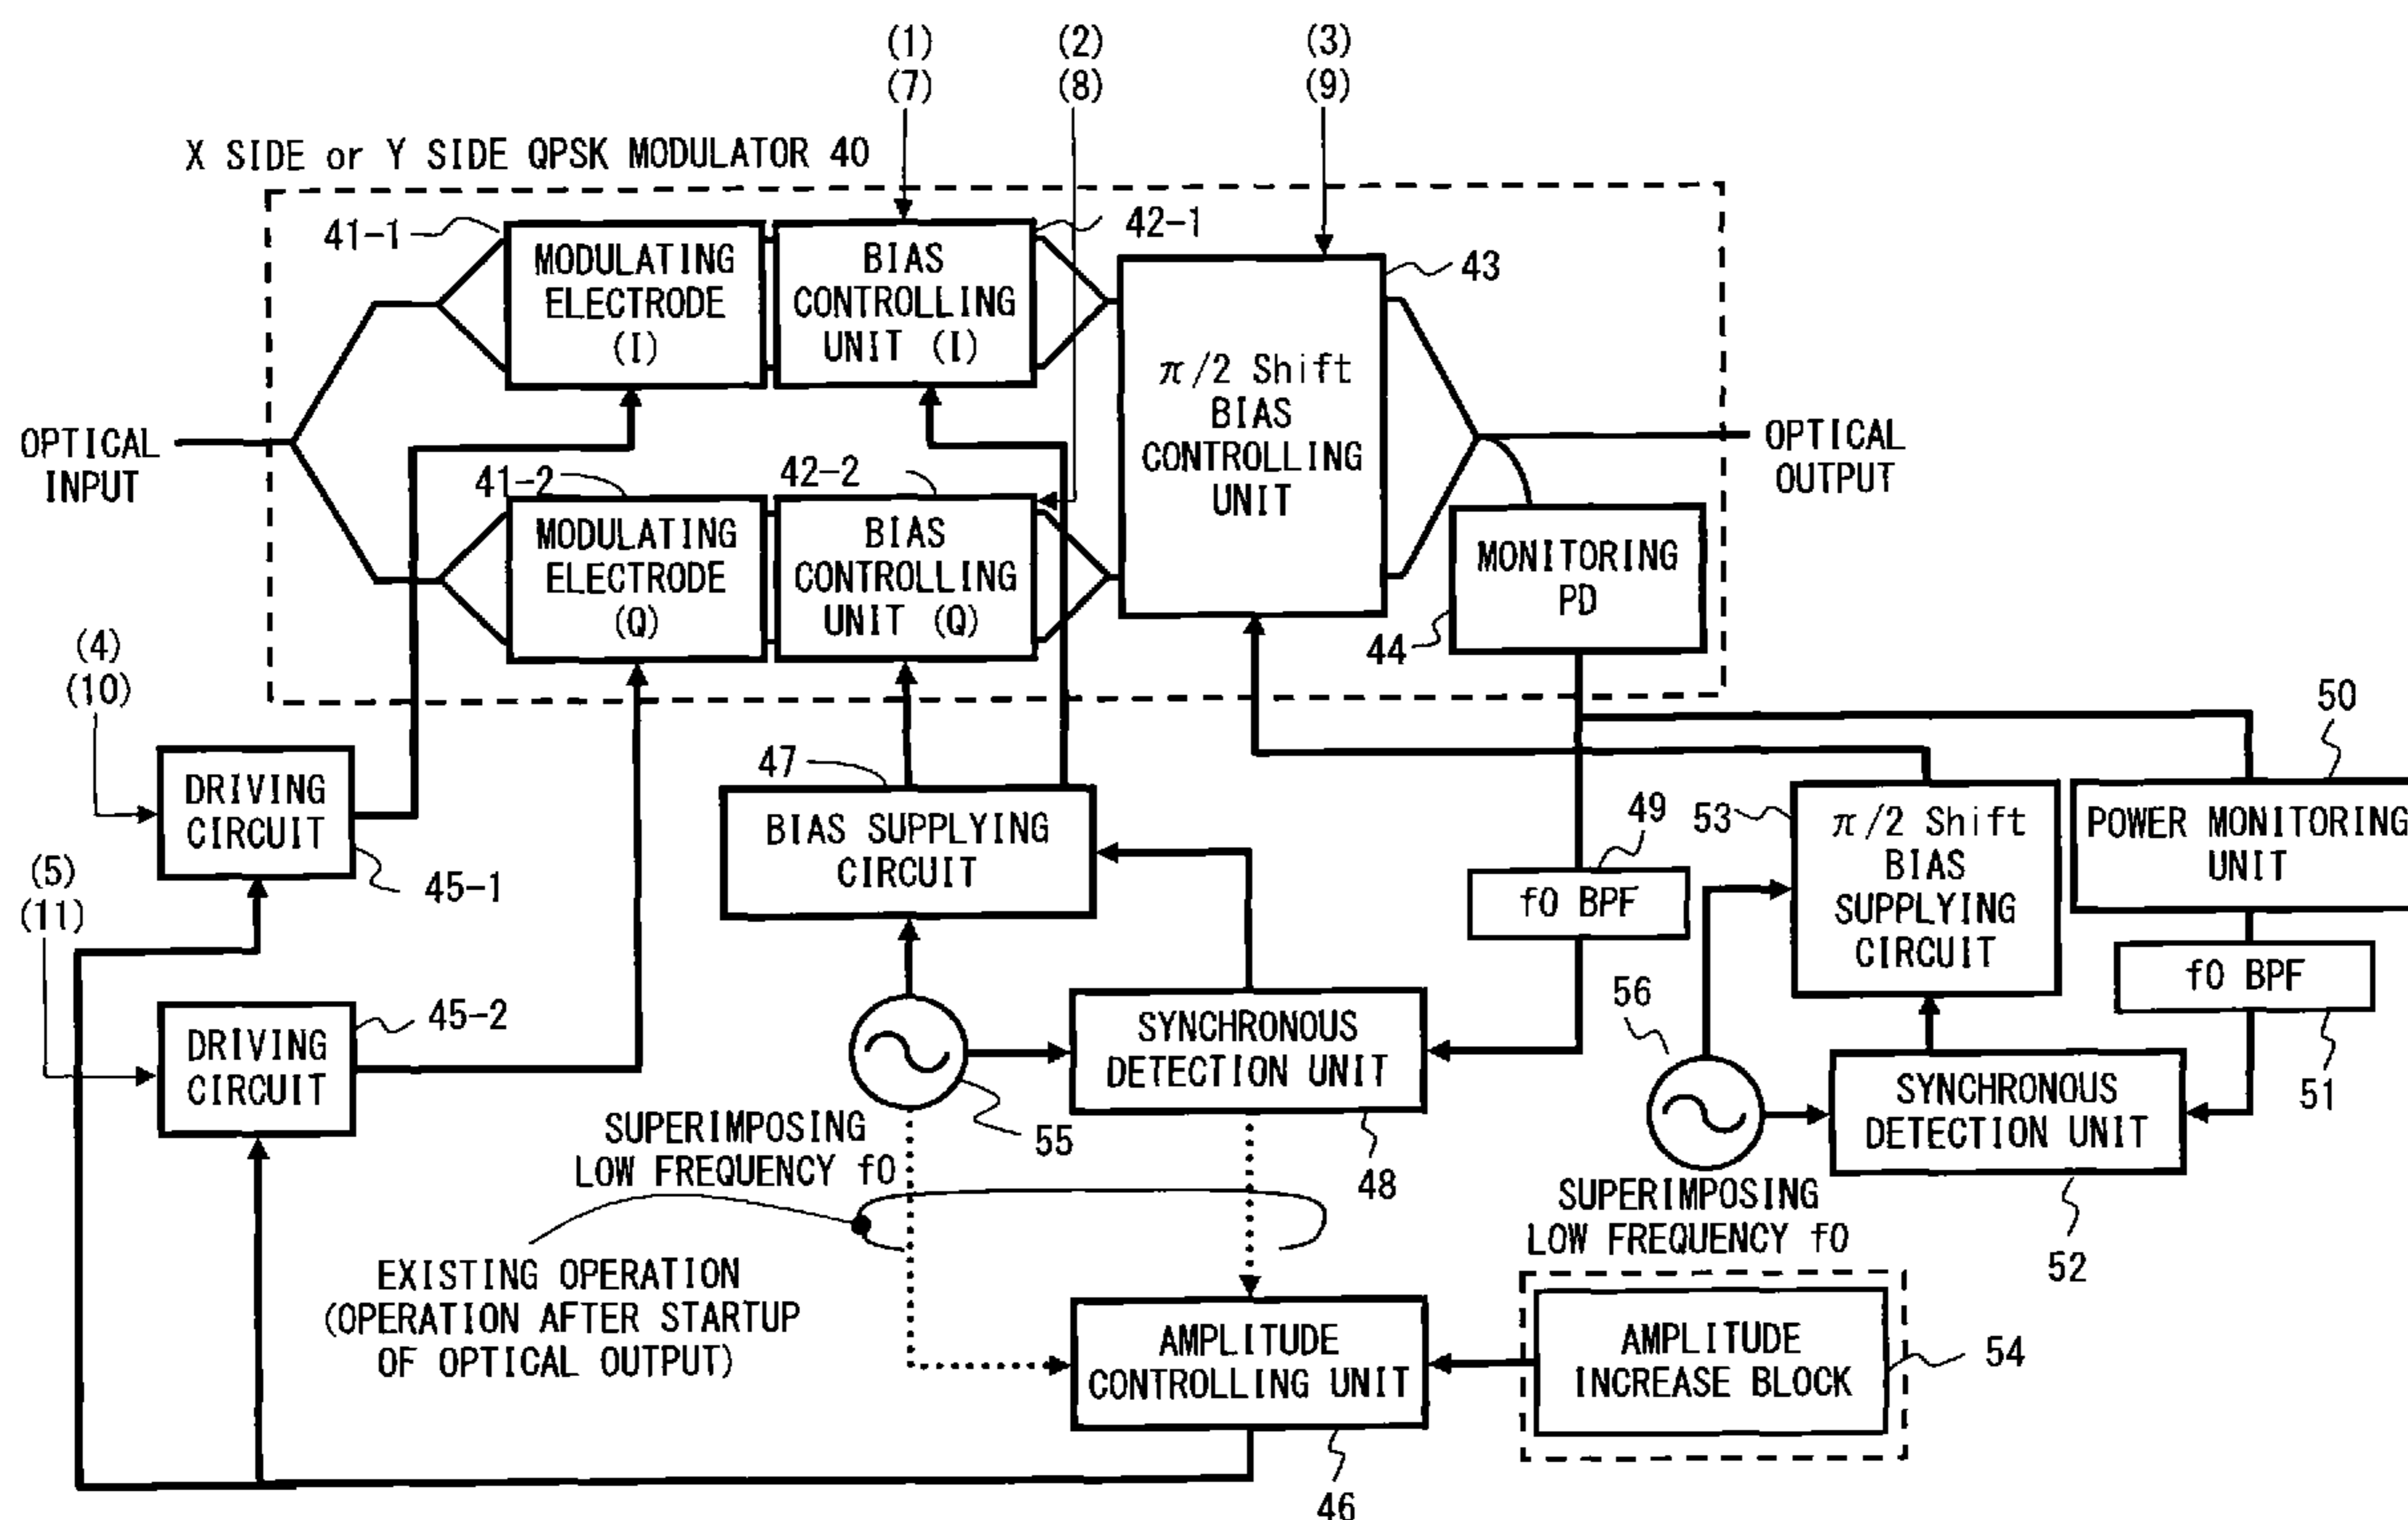 (1)
(7)
(2)
(8)
(3)
(9)
X SIDE or Y SIDE QPSK MODULATOR 40
41-1
MODULATING
ELECTRODE
(I)
BIAS
CONTROLLING
UNIT (I)
42-1
43
π/2 Shift
BIAS
CONTROLLING
UNIT
OPTICAL
INPUT
OPTICAL
OUTPUT
41-2
42-2
MODULATING
ELECTRODE
(Q)
BIAS
CONTROLLING
UNIT (Q)
MONITORING
PD
44
(4)
(10)
DRIVING
CIRCUIT
45-1
(5)
(11)
DRIVING
CIRCUIT
45-2
47
BIAS SUPPLYING
CIRCUIT
49
f0 BPF
53
π/2 Shift
BIAS
SUPPLYING
CIRCUIT
50
POWER MONITORING
UNIT
f0 BPF
51
55
SYNCHRONOUS
DETECTION UNIT
48
56
SYNCHRONOUS
DETECTION UNIT
52
SUPERIMPOSING
LOW FREQUENCY f0
SUPERIMPOSING
LOW FREQUENCY f0
EXISTING OPERATION
(OPERATION AFTER STARTUP
OF OPTICAL OUTPUT)
AMPLITUDE
CONTROLLING UNIT
46
AMPLITUDE
INCREASE BLOCK
54